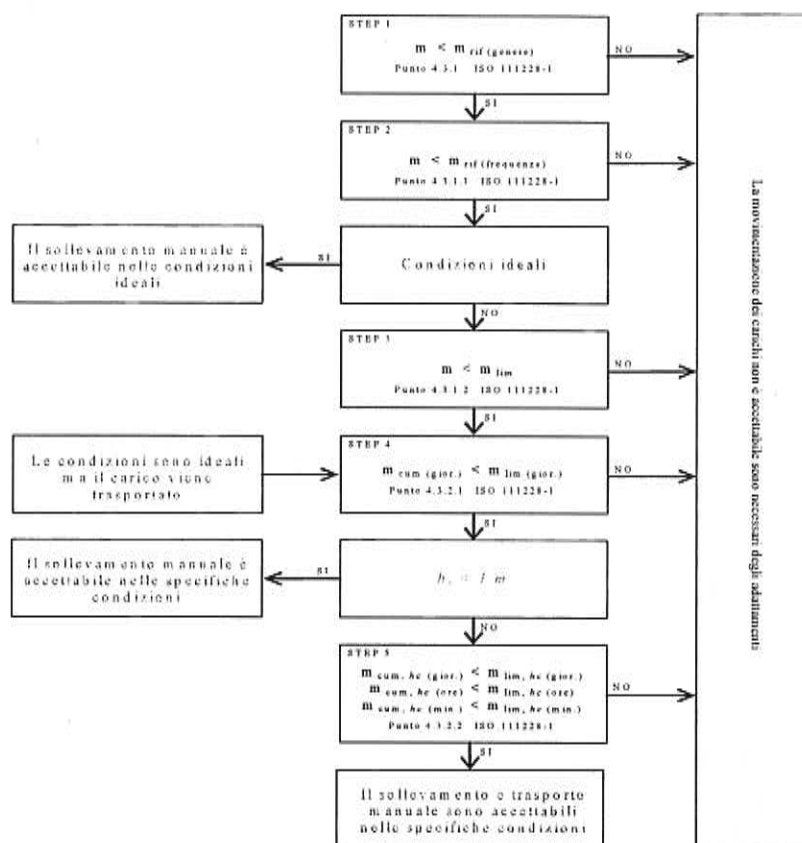 STEP 1
m < m rif (genere)
Punto 4.3.1 ISO 111228-1
NO
SI
STEP 2
m < m rif (frequenze)
Punto 4.3.1.1 ISO 111228-1
NO
SI
Il sollevamento manuale è
accettabile nelle condizioni
ideali
SI
Condizioni ideali
NO
STEP 3
m < m lim
Punto 4.3.1.2 ISO 111228-1
NO
SI
Le condizioni sono ideali
ma il carico viene
trasportato
STEP 4
m cum (gior.) < m lim (gior.)
Punto 4.3.2.1 ISO 111228-1
NO
SI
Il sollevamento manuale è
accettabile nelle specifiche
condizioni
SI
1 m
NO
STEP 5
m cum, hc (gior.) < m lim, hc (gior.)
m cum, hc (ore) < m lim, hc (ore)
m cum, hc (min.) < m lim, hc (min.)
Punto 4.3.2.2 ISO 111228-1
NO
SI
Il sollevamento e trasporto
manuale sono accettabili
nelle specifiche condizioni
La movimentazione dei carichi non è accettabile sono necessari degli adattamenti